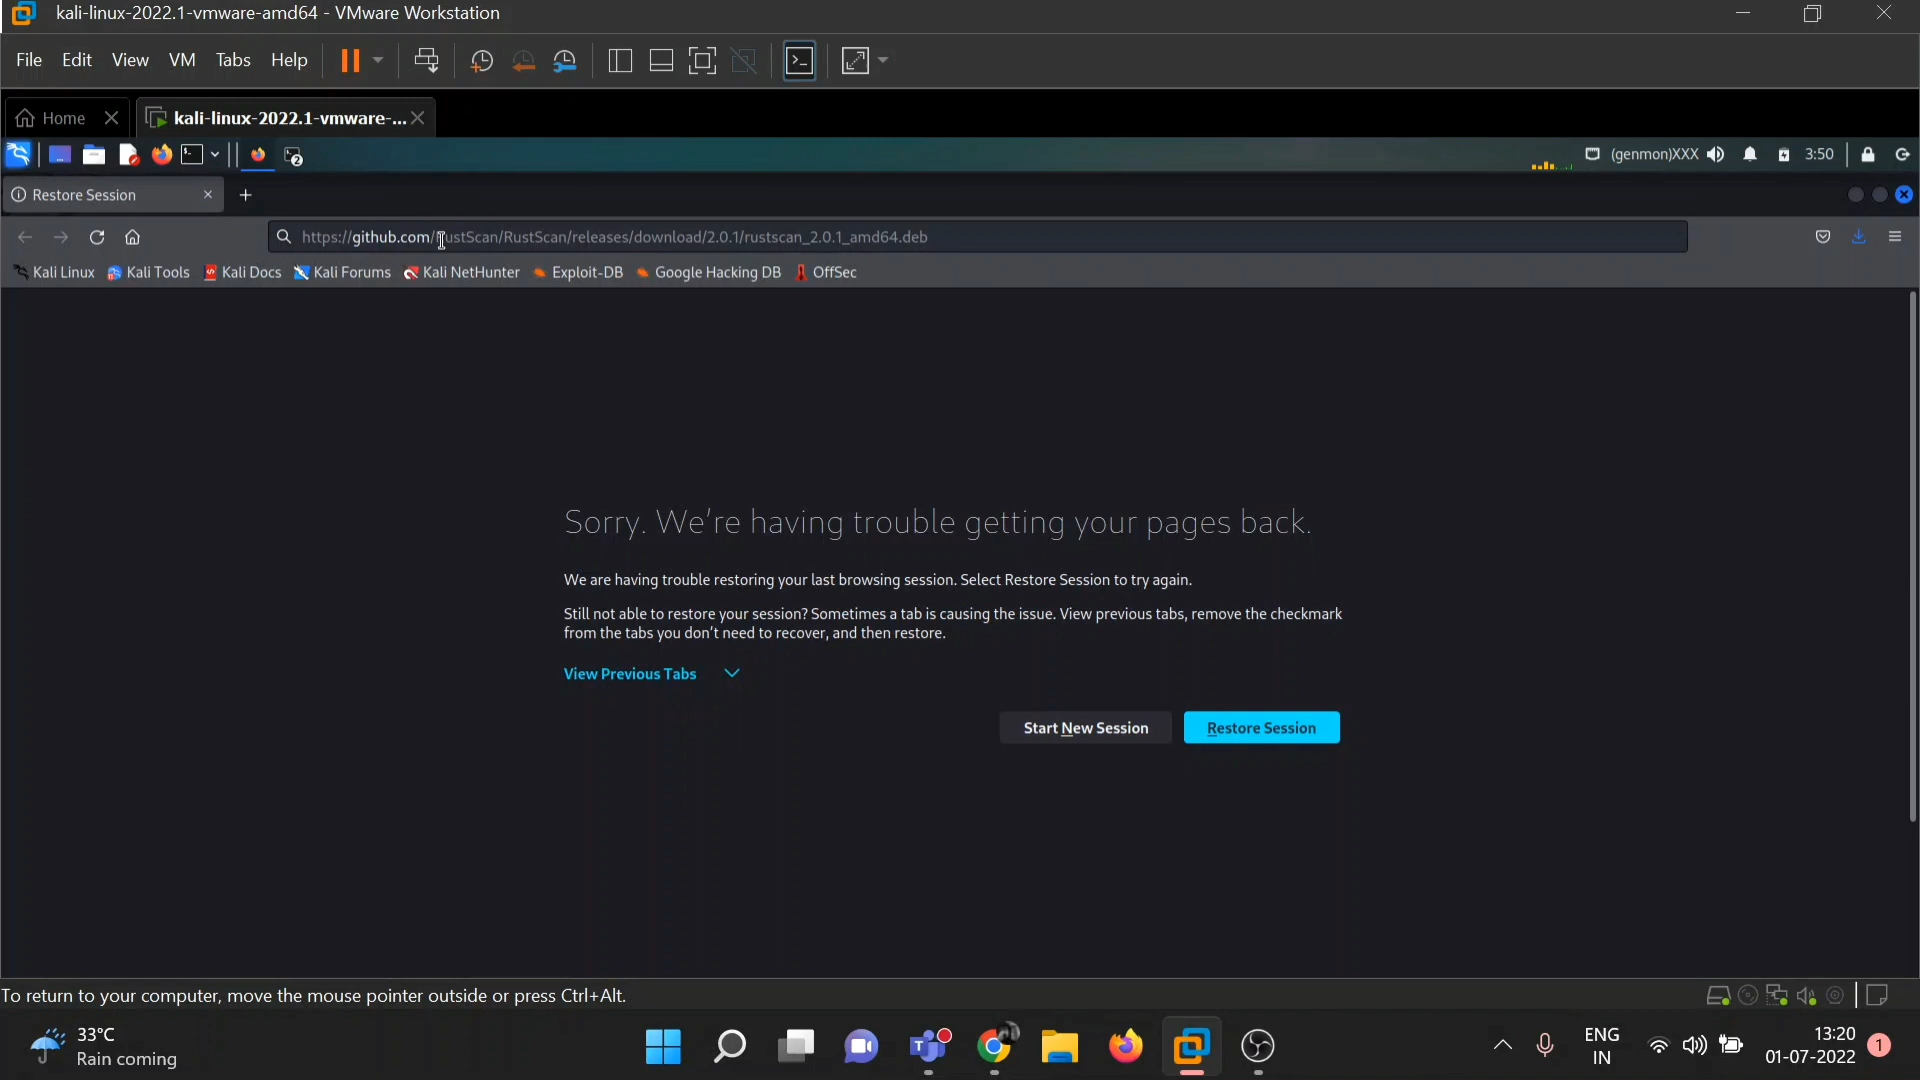 kali-linux-2022.1-vmware-amd64 - VMware Workstation
File Edit View VM Tabs Help
Home kali-linux-2022.1-vmware-...
2 (genmon)XXX 3:50
Restore Session
https://github.com/RustScan/RustScan/releases/download/2.0.1/rustscan_2.0.1_amd64.deb
Kali Linux Kali Tools Kali Docs Kali Forums Kali NetHunter Exploit-DB Google Hacking DB OffSec
Sorry. We're having trouble getting your pages back.
We are having trouble restoring your last browsing session. Select Restore Session to try again.
Still not able to restore your session? Sometimes a tab is causing the issue. View previous tabs, remove the checkmark
from the tabs you don't need to recover, and then restore.
View Previous Tabs
Start New Session Restore Session
To return to your computer, move the mouse pointer outside or press Ctrl+Alt.
33°C
Rain coming
ENG
IN
13:20
01-07-2022
1